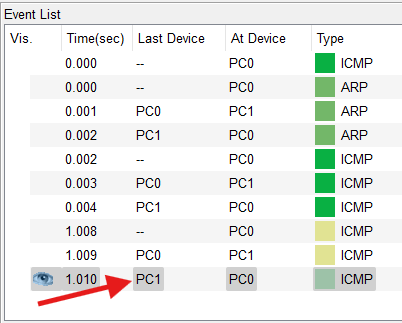 Event List
Vis. Time(sec) Last Device At Device Type
0.000 -- PC0 ICMP
0.000 -- PC0 ARP
0.001 PC0 PC1 ARP
0.002 PC1 PC0 ARP
0.002 -- PC0 ICMP
0.003 PC0 PC1 ICMP
0.004 PC1 PC0 ICMP
1.008 -- PC0 ICMP
1.009 PC0 PC1 ICMP
1.010 PC1 PC0 ICMP